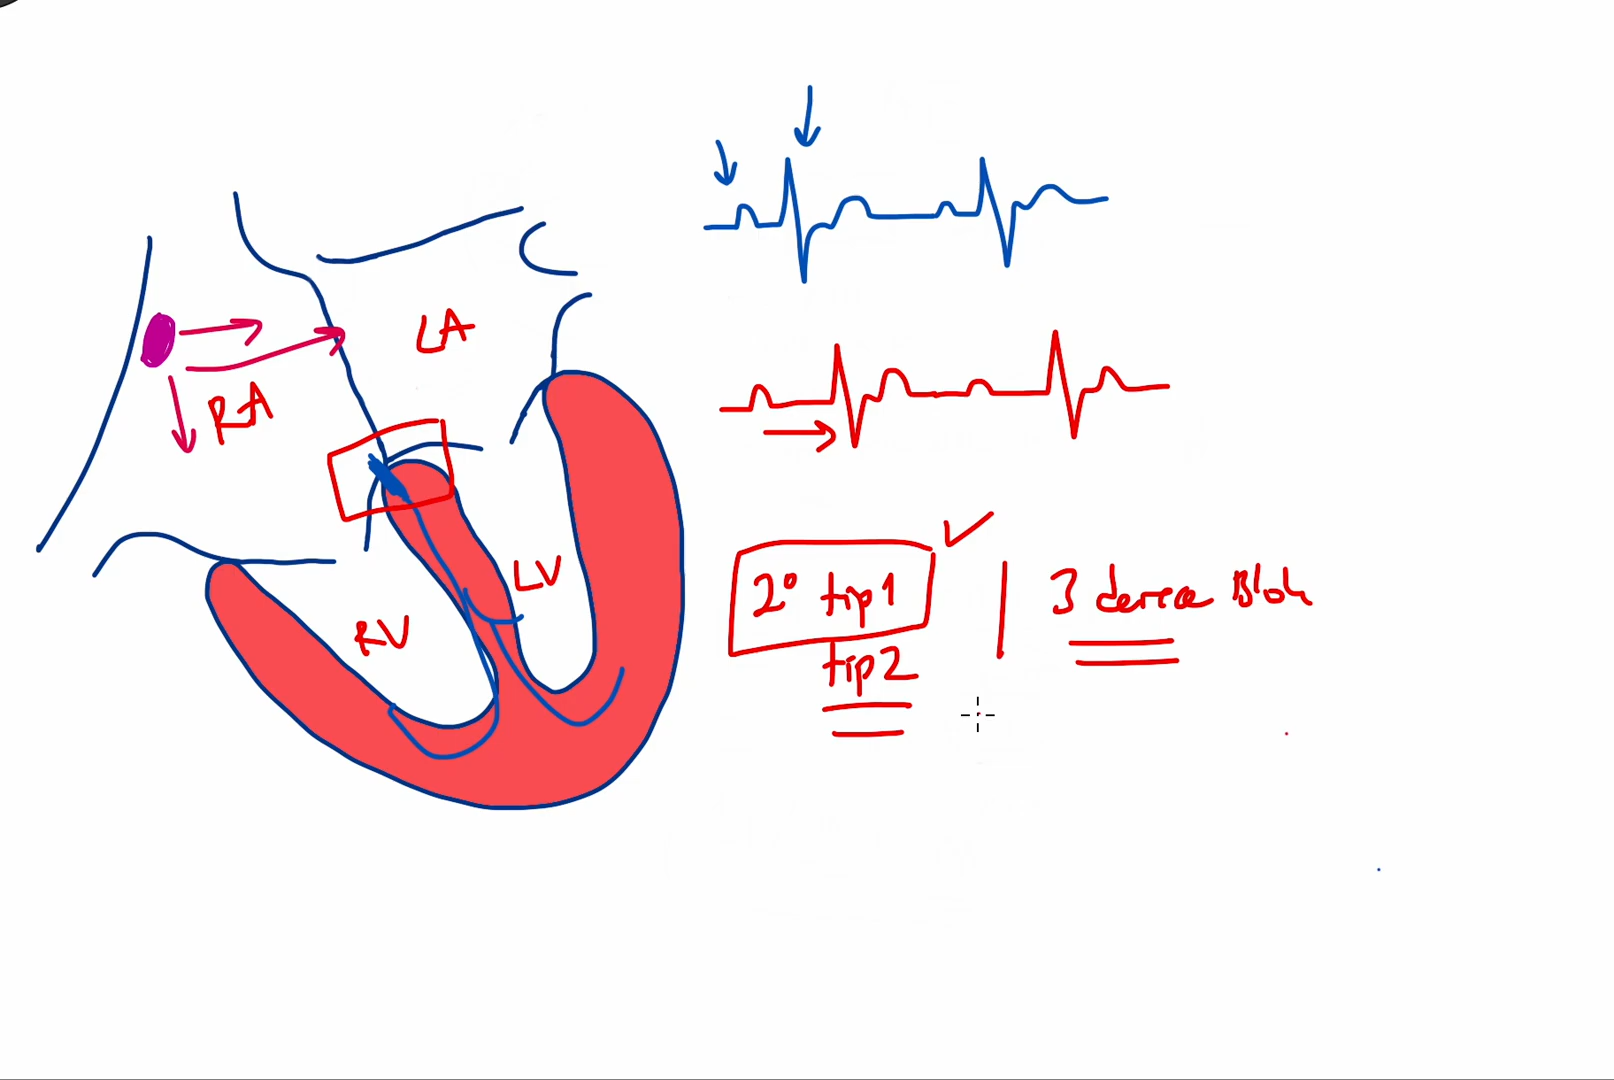 LA
RA
LV
RV
2° tip1
tip2
3 derece Blok